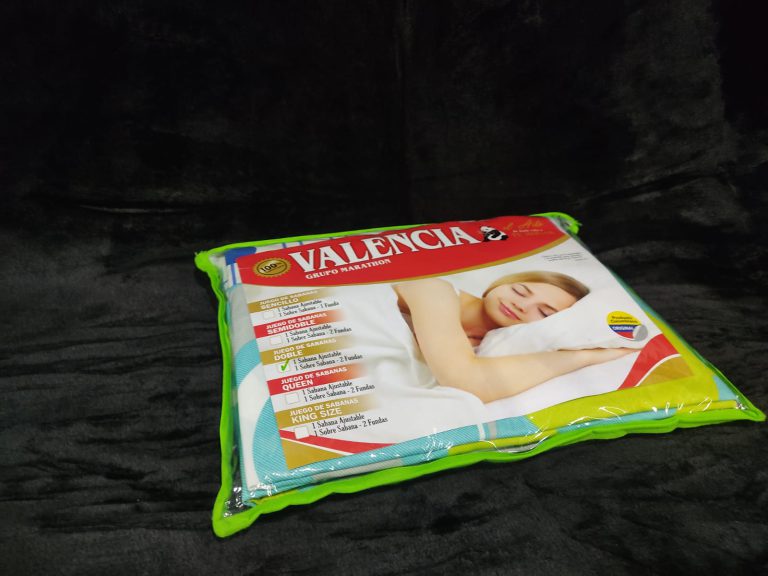 VALENCIA
GRUPO MARATHON
100%
JUEGO DE SABANAS
SENCILLO
1 Sabana Ajustable
1 Sobre Sabana - 1 Funda
JUEGO DE SABANAS
SEMIDOBLE
1 Sabana Ajustable
1 Sobre Sabana - 2 Fundas
JUEGO DE SABANAS
DOBLE
1 Sabana Ajustable
1 Sobre Sabana - 2 Fundas
JUEGO DE SABANAS
QUEEN
1 Sabana Ajustable
1 Sobre Sabana - 2 Fundas
JUEGO DE SABANAS
KING SIZE
1 Sabana Ajustable
1 Sobre Sabana - 2 Fundas
Producto
Colombiano
ORIGINAL